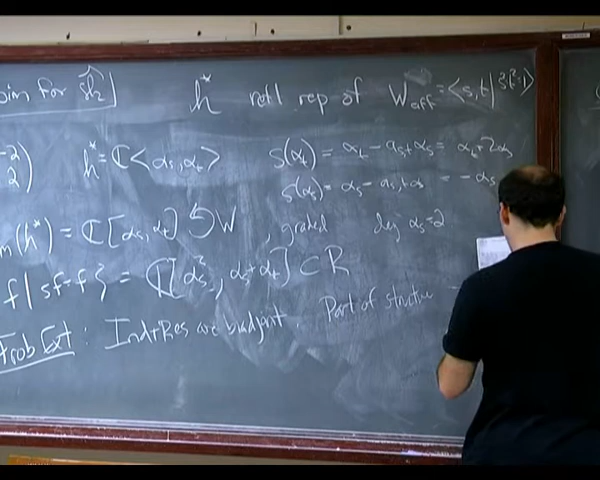 for sl₂] h* refl rep of W_aff = <s,t| s²=t²=1>
-2 2) h* = ℂ<α_s, α_t> s(α_t) = α_t - a_{s,t}α_s = α_t + 2α_s
s(α_s) = α_s - a_{s,s}α_s = -α_s
m(h*) = ℂ[α_s, α_t] ↺ W, graded deg α_s = 2
f | sf = f } = ℂ[α_s², α_s + α_t] ⊂ R
Frob Ext : Ind + Res are biadjoint. Part of structure